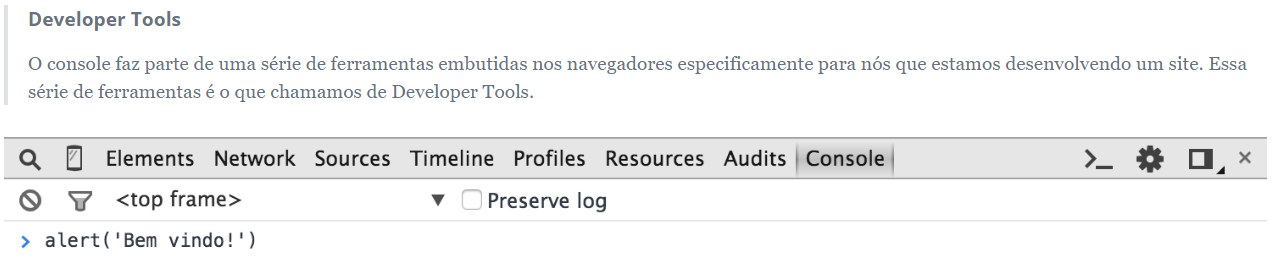 Developer Tools
O console faz parte de uma série de ferramentas embutidas nos navegadores especificamente para nós que estamos desenvolvendo um site. Essa
série de ferramentas é o que chamamos de Developer Tools.
Elements Network Sources Timeline Profiles Resources Audits Console
<top frame> Preserve log
alert('Bem vindo!')